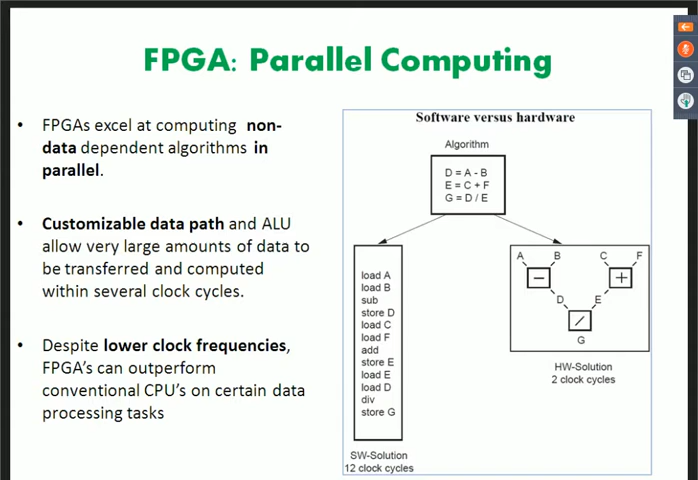 FPGA: Parallel Computing
• FPGAs excel at computing non-
data dependent algorithms in
parallel.
• Customizable data path and ALU
allow very large amounts of data to
be transferred and computed
within several clock cycles.
• Despite lower clock frequencies,
FPGA's can outperform
conventional CPU's on certain data
processing tasks
Software versus hardware
Algorithm
D = A - B
E = C + F
G = D / E
load A
load B
sub
store D
load C
load F
add
store E
load E
load D
div
store G
SW-Solution
12 clock cycles
A B C F
− +
D E
/
G
HW-Solution
2 clock cycles